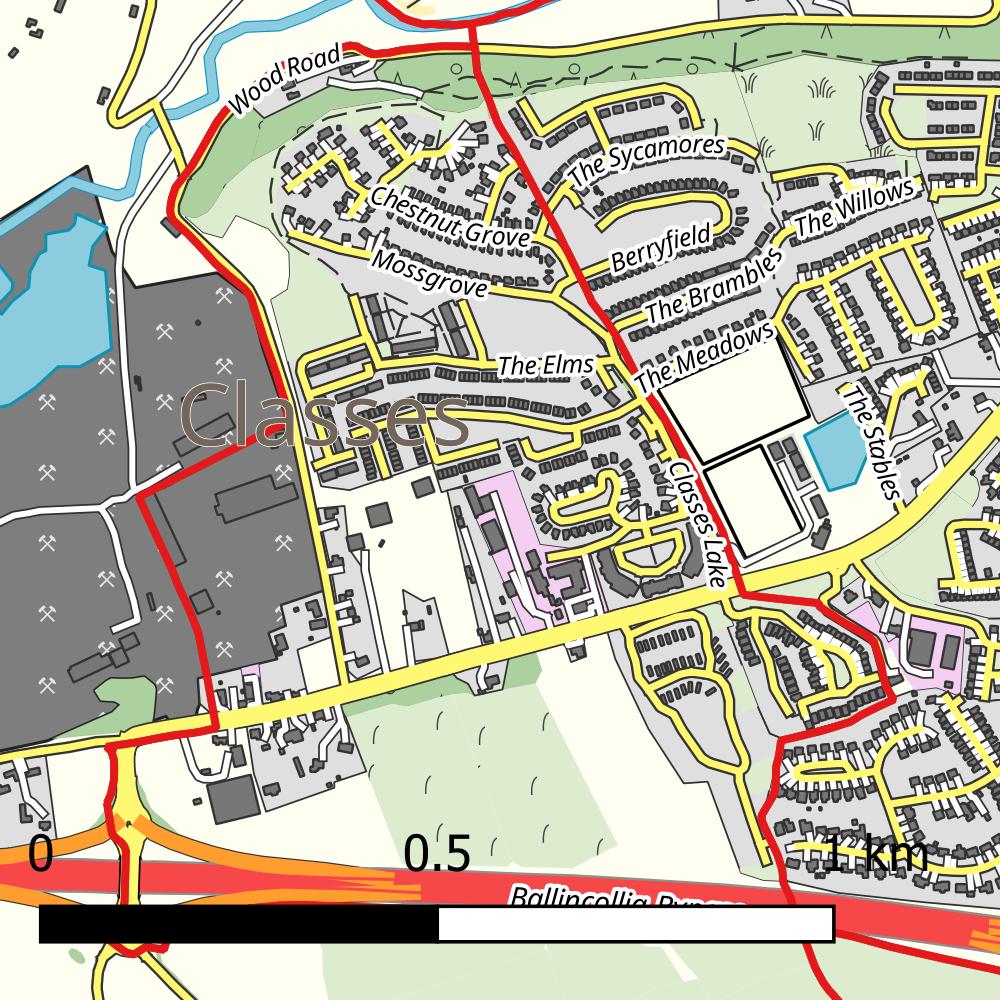 Wood Road
The Sycamores
Chestnut Grove
The Willows
Berryfield
Mossgrove
The Brambles
The Meadows
The Elms
Classes
The Stables
Classes Lake
0
0.5
1 km
Ballincollig Bypass